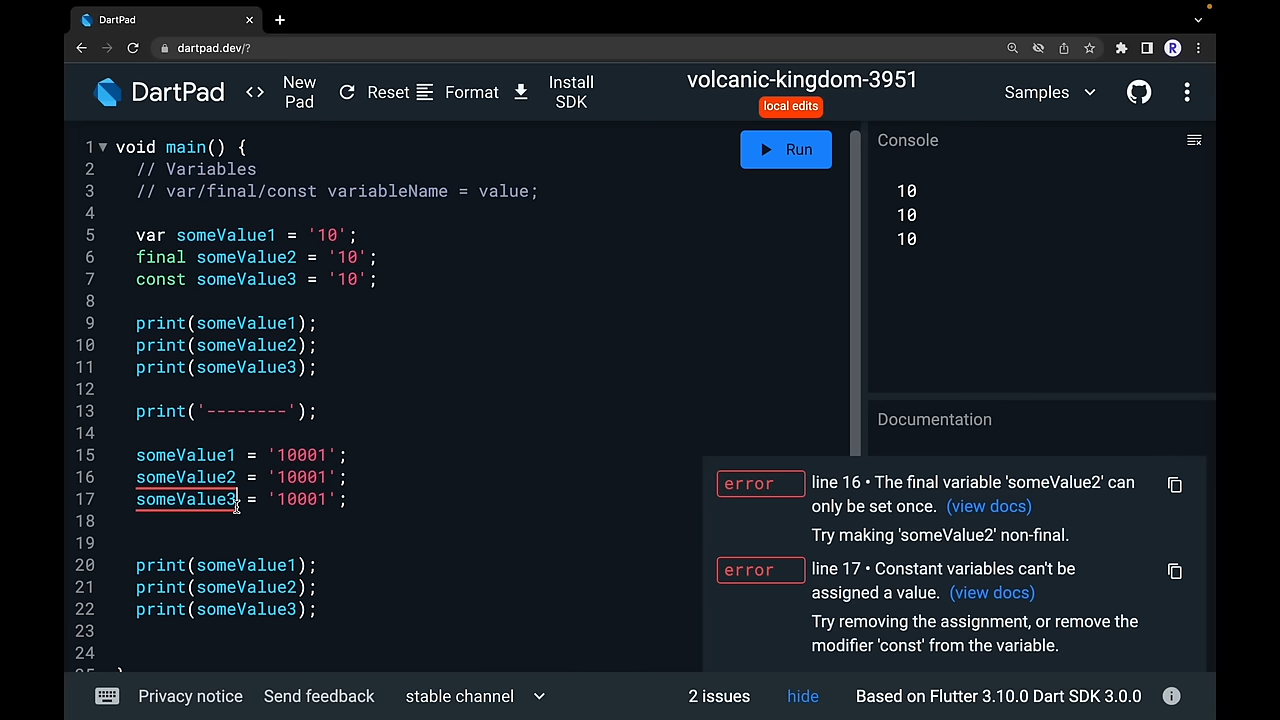 DartPad
dartpad.dev/?
R
DartPad
<> New Pad
Reset
Format
Install SDK
volcanic-kingdom-3951
local edits
Samples
1 void main() {
2 // Variables
3 // var/final/const variableName = value;
4
5 var someValue1 = '10';
6 final someValue2 = '10';
7 const someValue3 = '10';
8
9 print(someValue1);
10 print(someValue2);
11 print(someValue3);
12
13 print('--------');
14
15 someValue1 = '10001';
16 someValue2 = '10001';
17 someValue3 = '10001';
18
19
20 print(someValue1);
21 print(someValue2);
22 print(someValue3);
23
24
Run
Console
10
10
10
Documentation
error line 16 • The final variable 'someValue2' can
only be set once. (view docs)
Try making 'someValue2' non-final.
error line 17 • Constant variables can't be
assigned a value. (view docs)
Try removing the assignment, or remove the
modifier 'const' from the variable.
Privacy notice Send feedback stable channel 2 issues hide Based on Flutter 3.10.0 Dart SDK 3.0.0